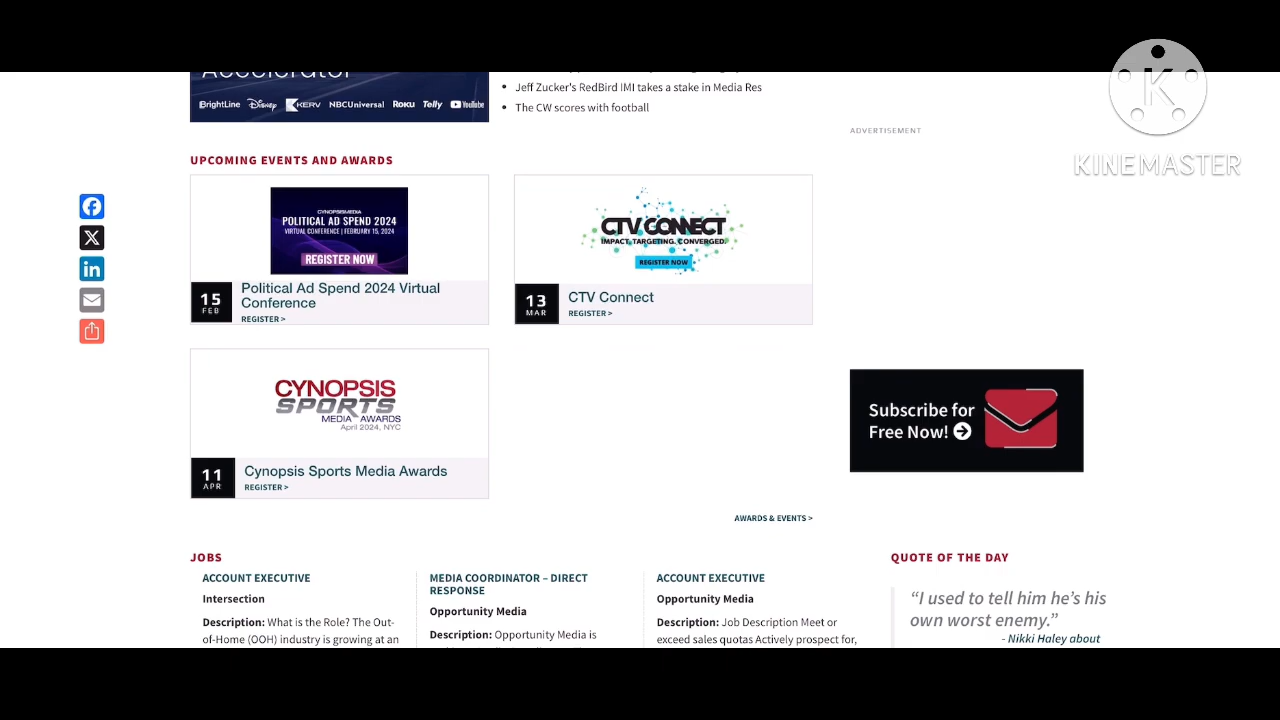 BrightLine Disney KERV NBCUniversal Roku Telly YouTube
Jeff Zucker's RedBird IMI takes a stake in Media Res
The CW scores with football
ADVERTISEMENT
K
KINEMASTER
UPCOMING EVENTS AND AWARDS
CYNOPSISMEDIA
POLITICAL AD SPEND 2024
VIRTUAL CONFERENCE | FEBRUARY 15, 2024
REGISTER NOW
15
FEB
Political Ad Spend 2024 Virtual
Conference
REGISTER >
CTV CONNECT
IMPACT. TARGETING. CONVERGED.
REGISTER NOW
13
MAR
CTV Connect
REGISTER >
CYNOPSIS
SPORTS
MEDIA AWARDS
April 2024, NYC
11
APR
Cynopsis Sports Media Awards
REGISTER >
Subscribe for
Free Now!
AWARDS & EVENTS >
JOBS
ACCOUNT EXECUTIVE
Intersection
Description: What is the Role? The Out-
of-Home (OOH) industry is growing at an
MEDIA COORDINATOR – DIRECT
RESPONSE
Opportunity Media
Description: Opportunity Media is
ACCOUNT EXECUTIVE
Opportunity Media
Description: Job Description Meet or
exceed sales quotas Actively prospect for,
QUOTE OF THE DAY
“I used to tell him he’s his
own worst enemy.”
- Nikki Haley about